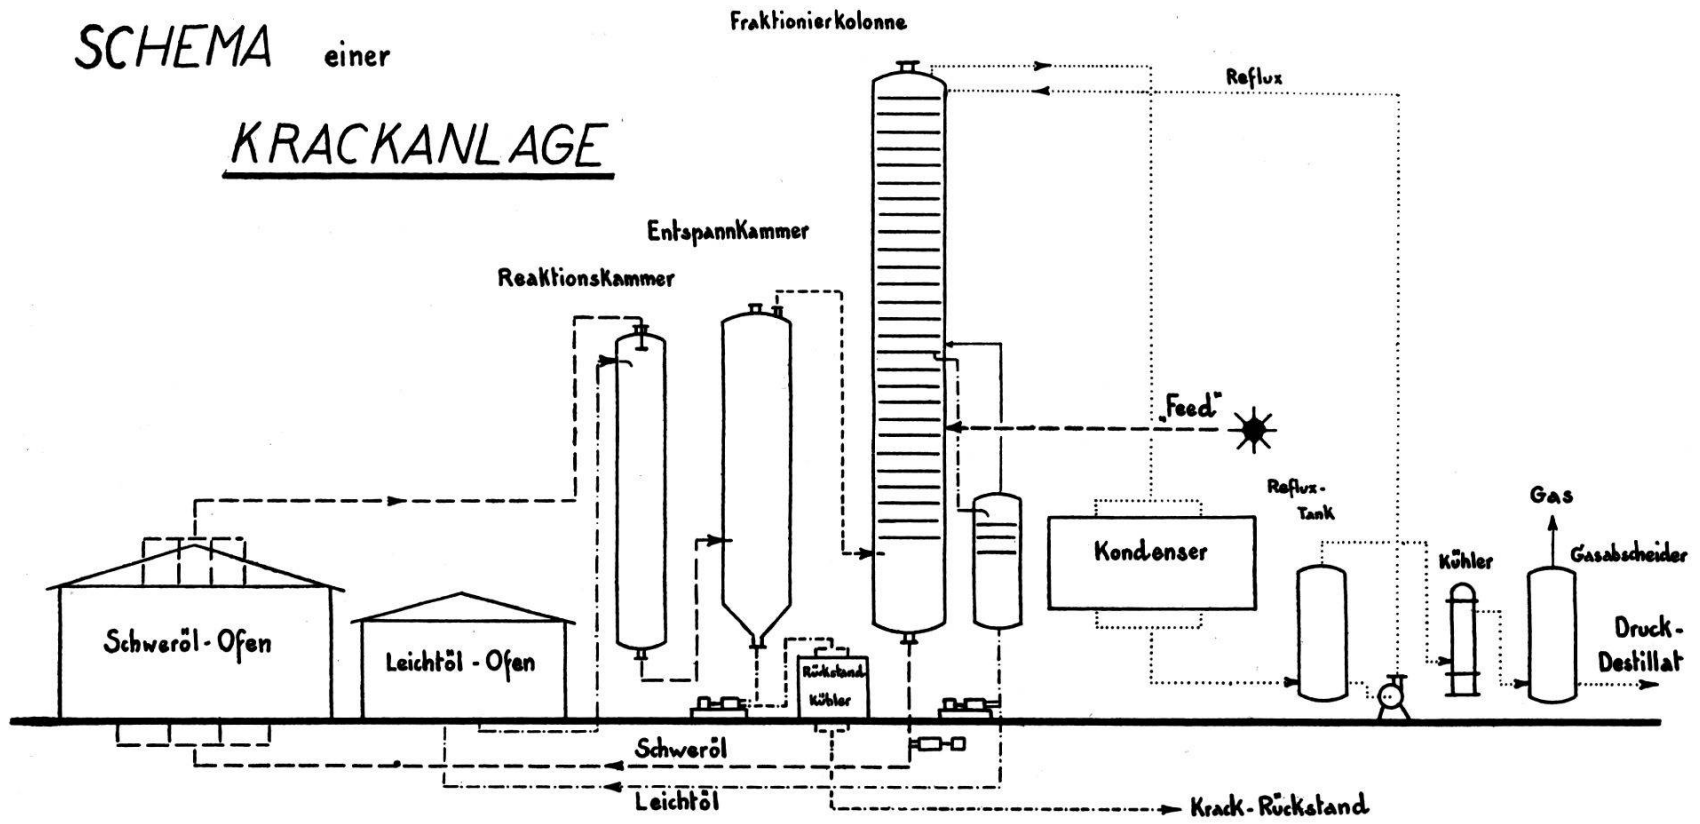 SCHEMA einer
KRACKANLAGE
Fraktionierkolonne
Reflux
Entspannkammer
Reaktionskammer
„Feed"
Reflux-
Tank
Gas
Kondenser
Kühler
Gasabscheider
Schweröl-Ofen
Leichtöl-Ofen
Rückstand
Kühler
Druck-
Destillat
Schweröl
Leichtöl
Krack-Rückstand